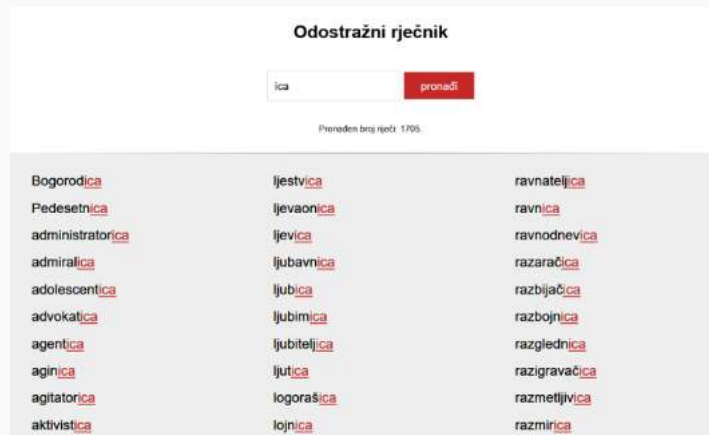 Odostražni rječnik
ica
pronađi
Pronađen broj riječi: 1705.
Bogorodica ljestvica ravnateljica
Pedesetnica ljevaonica ravnica
administratorica ljevica ravnodnevica
admiralica ljubavnica razaračica
adolescentica ljubica razbijačica
advokatica ljubimica razbojnica
agentica ljubiteljica razglednica
aginica ljutica razigravačica
agitatorica logorašica razmetljivica
aktivistica lojnica razmirica